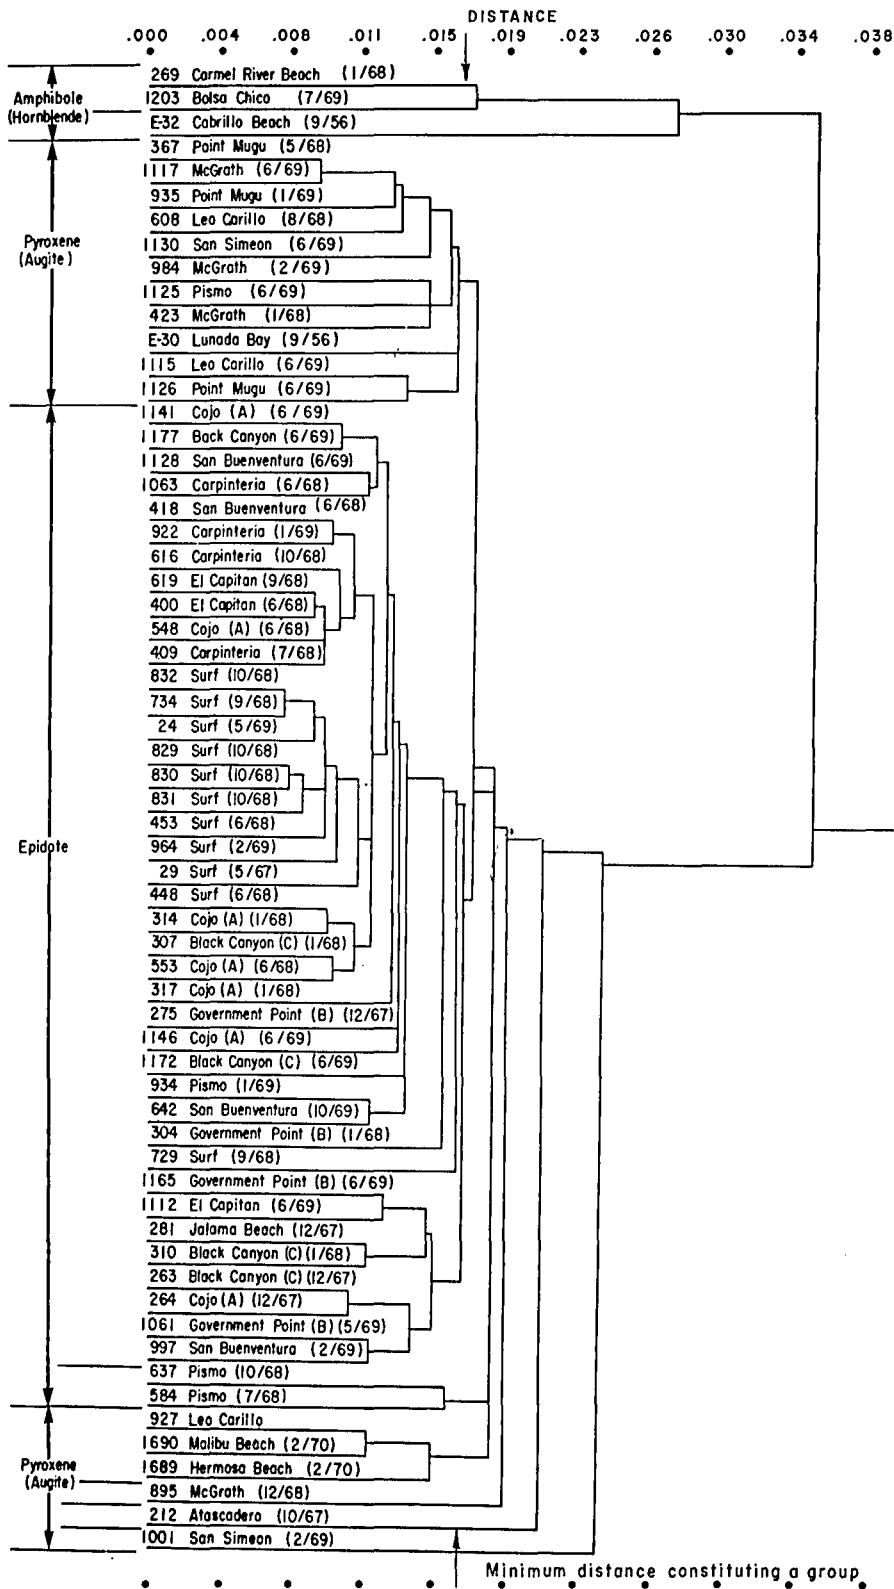 DISTANCE
.000 .004 .008 .011 .015 .019 .023 .026 .030 .034 .038
269 Carmel River Beach (1/68)
Amphibole
(Hornblende)
1203 Bolsa Chico (7/69)
E-32 Cabrillo Beach (9/56)
367 Point Mugu (5/68)
1117 McGrath (6/69)
935 Point Mugu (1/69)
608 Leo Carillo (8/68)
Pyroxene
(Augite)
1130 San Simeon (6/69)
984 McGrath (2/69)
1125 Pismo (6/69)
423 McGrath (1/68)
E-30 Lunada Bay (9/56)
1115 Leo Carillo (6/69)
1126 Point Mugu (6/69)
1141 Cojo (A) (6/69)
1177 Back Canyon (6/69)
1128 San Buenventura (6/69)
1063 Carpinteria (6/68)
418 San Buenventura (6/68)
922 Carpinteria (1/69)
616 Carpinteria (10/68)
619 El Capitan (9/68)
400 El Capitan (6/68)
548 Cojo (A) (6/68)
409 Carpinteria (7/68)
832 Surf (10/68)
734 Surf (9/68)
24 Surf (5/69)
829 Surf (10/68)
830 Surf (10/68)
831 Surf (10/68)
453 Surf (6/68)
Epidote
964 Surf (2/69)
29 Surf (5/67)
448 Surf (6/68)
314 Cojo (A) (1/68)
307 Black Canyon (C) (1/68)
553 Cojo (A) (6/68)
317 Cojo (A) (1/68)
275 Government Point (B) (12/67)
1146 Cojo (A) (6/69)
1172 Black Canyon (C) (6/69)
934 Pismo (1/69)
642 San Buenventura (10/69)
304 Government Point (B) (1/68)
729 Surf (9/68)
1165 Government Point (B) (6/69)
1112 El Capitan (6/69)
281 Jalama Beach (12/67)
310 Black Canyon (C) (1/68)
263 Black Canyon (C) (12/67)
264 Cojo (A) (12/67)
1061 Government Point (B) (5/69)
997 San Buenventura (2/69)
637 Pismo (10/68)
584 Pismo (7/68)
927 Leo Carillo
1690 Malibu Beach (2/70)
Pyroxene
(Augite)
1689 Hermosa Beach (2/70)
895 McGrath (12/68)
212 Atascadero (10/67)
1001 San Simeon (2/69)
Minimum distance constituting a group